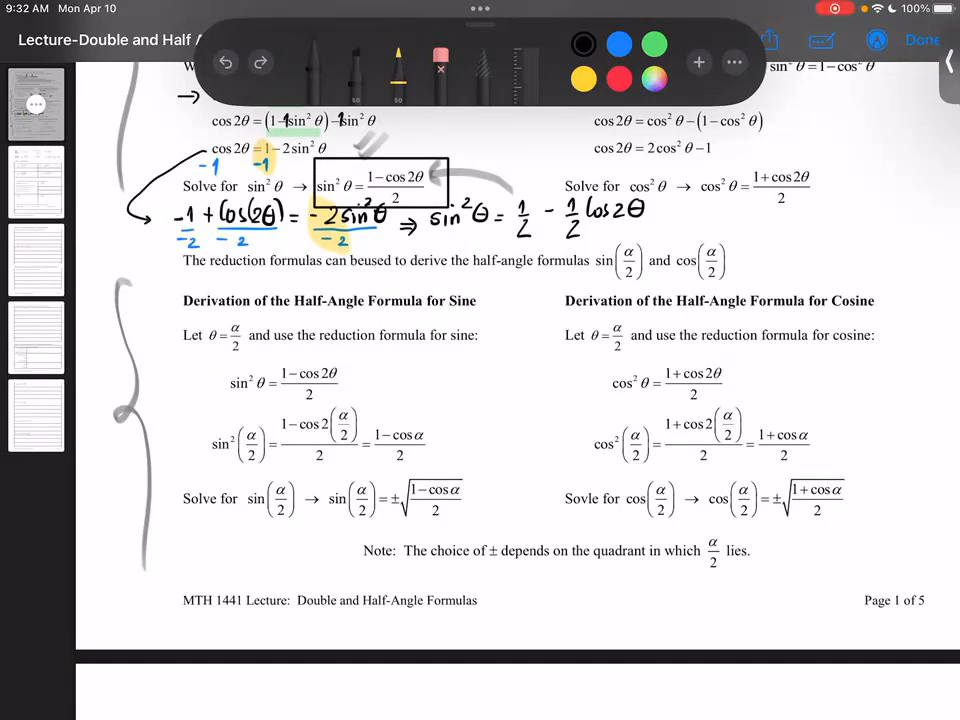 9:32 AM Mon Apr 10 100%
Lecture-Double and Half A Done
W sin² θ = 1 − cos² θ
→
cos 2θ = (1 − 1sin² θ) − 1sin² θ cos 2θ = cos² θ − (1 − cos² θ)
cos 2θ = 1 − 2 sin² θ cos 2θ = 2 cos² θ − 1
−1 −1
Solve for sin² θ → sin² θ = (1 − cos 2θ)/2 Solve for cos² θ → cos² θ = (1 + cos 2θ)/2
−1/−2 + cos(2θ)/−2 = −2 sin² θ/−2 ⇒ sin² θ = 1/2 − 1/2 cos 2θ
The reduction formulas can beused to derive the half-angle formulas sin(α/2) and cos(α/2)
Derivation of the Half-Angle Formula for Sine Derivation of the Half-Angle Formula for Cosine
Let θ = α/2 and use the reduction formula for sine: Let θ = α/2 and use the reduction formula for cosine:
sin² θ = (1 − cos 2θ)/2 cos² θ = (1 + cos 2θ)/2
sin²(α/2) = (1 − cos 2(α/2))/2 = (1 − cos α)/2 cos²(α/2) = (1 + cos 2(α/2))/2 = (1 + cos α)/2
Solve for sin(α/2) → sin(α/2) = ±√((1 − cos α)/2) Sovle for cos(α/2) → cos(α/2) = ±√((1 + cos α)/2)
Note: The choice of ± depends on the quadrant in which α/2 lies.
MTH 1441 Lecture: Double and Half-Angle Formulas Page 1 of 5